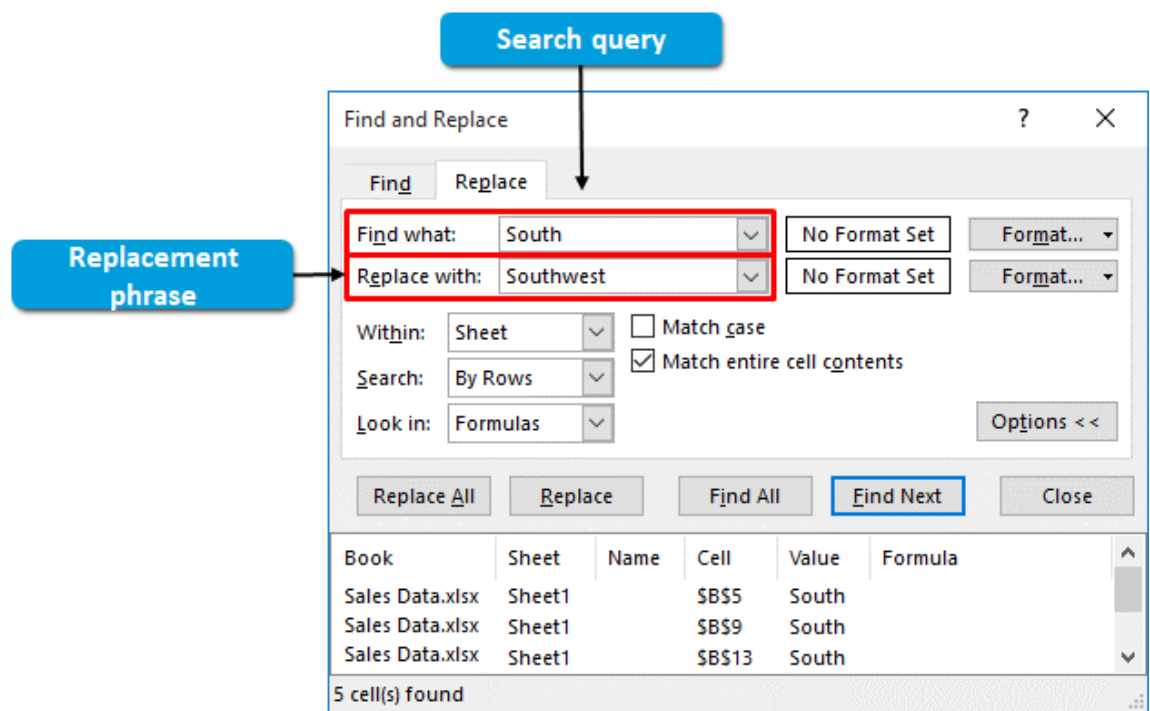 Search query
Find and Replace ?
Find Replace
Find what: South No Format Set Format...
Replacement
phrase
Replace with: Southwest No Format Set Format...
Within: Sheet Match case
Match entire cell contents
Search: By Rows
Look in: Formulas Options <<
Replace All Replace Find All Find Next Close
Book Sheet Name Cell Value Formula
Sales Data.xlsx Sheet1 $B$5 South
Sales Data.xlsx Sheet1 $B$9 South
Sales Data.xlsx Sheet1 $B$13 South
5 cell(s) found